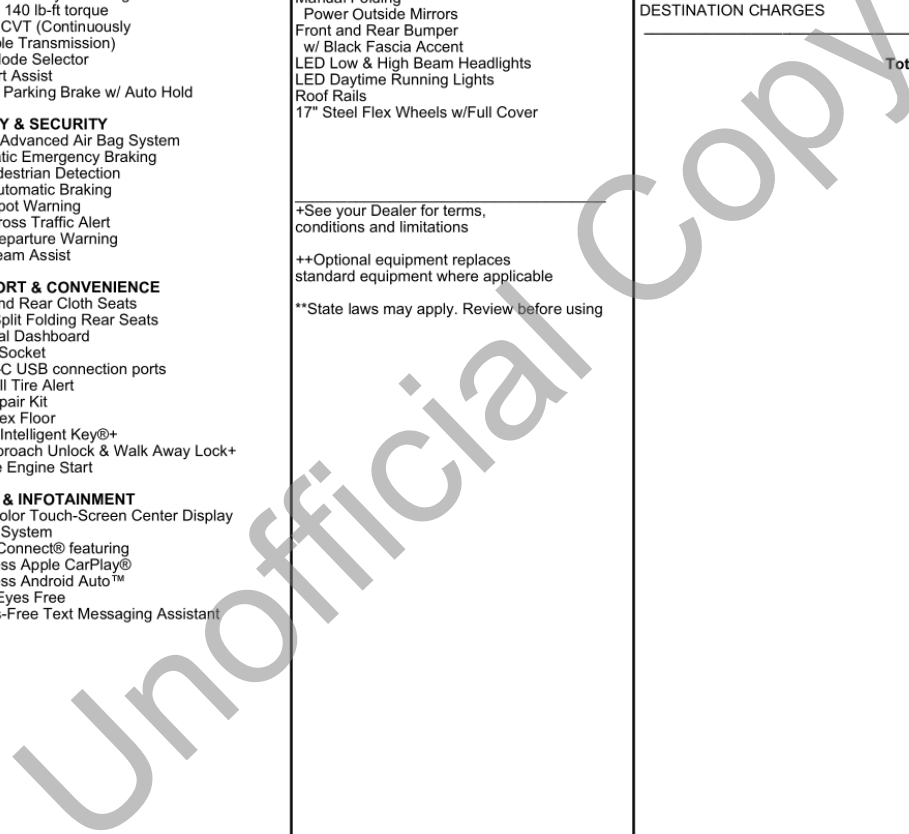 140 lb-ft torque
CVT (Continuously
Transmission)
Selector
Assist
Parking Brake w/ Auto Hold
& SECURITY
Advanced Air Bag System
Emergency Braking
Detection
Braking
Warning
Traffic Alert
Warning
Assist
& CONVENIENCE
Rear Cloth Seats
Folding Rear Seats
Dashboard
Socket
USB connection ports
Tire Alert
Kit
Floor
Intelligent Key®+
Unlock & Walk Away Lock+
Engine Start
& INFOTAINMENT
Touch-Screen Center Display
System
Connect® featuring
Apple CarPlay®
Android Auto™
Eyes Free
-Free Text Messaging Assistant
Manual Folding
Power Outside Mirrors
Front and Rear Bumper
w/ Black Fascia Accent
LED Low & High Beam Headlights
LED Daytime Running Lights
Roof Rails
17" Steel Flex Wheels w/Full Cover
+See your Dealer for terms,
conditions and limitations
++Optional equipment replaces
standard equipment where applicable
**State laws may apply. Review before using
DESTINATION CHARGES
Unofficial Copy